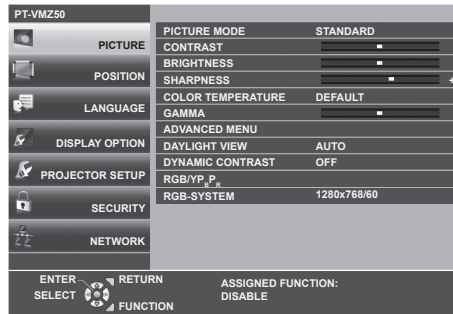 PT-VMZ50
PICTURE
POSITION
LANGUAGE
DISPLAY OPTION
PROJECTOR SETUP
SECURITY
NETWORK
PICTURE MODE STANDARD
CONTRAST
BRIGHTNESS
SHARPNESS +
COLOR TEMPERATURE DEFAULT
GAMMA
ADVANCED MENU
DAYLIGHT VIEW AUTO
DYNAMIC CONTRAST OFF
RGB/YPBPR
RGB-SYSTEM 1280x768/60
ENTER RETURN
SELECT FUNCTION
ASSIGNED FUNCTION:
DISABLE